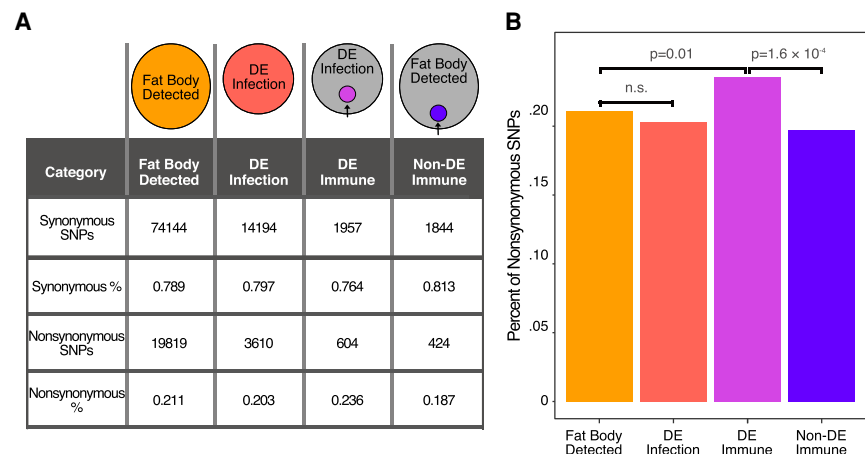 A
Fat Body
Detected
DE
Infection
DE
Infection
Fat Body
Detected
Category
Fat Body
Detected
DE
Infection
DE
Immune
Non-DE
Immune
Synonymous
SNPs
74144
14194
1957
1844
Synonymous %
0.789
0.797
0.764
0.813
Nonsynonymous
SNPs
19819
3610
604
424
Nonsynonymous
%
0.211
0.203
0.236
0.187
B
Percent of Nonsynonymous SNPs
.20
.15
.10
.05
0
p=0.01
p=1.6 × 10⁻⁴
n.s.
Fat Body
Detected
DE
Infection
DE
Immune
Non-DE
Immune